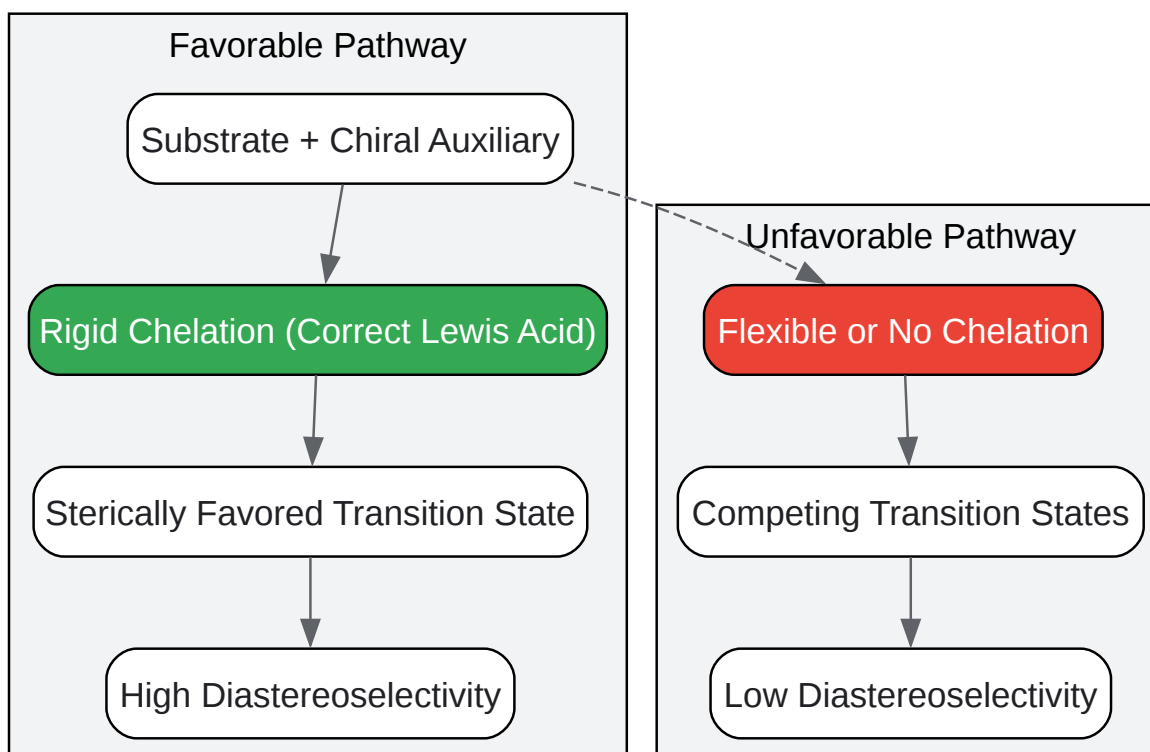 Favorable Pathway
Substrate + Chiral Auxiliary
Rigid Chelation (Correct Lewis Acid)
Sterically Favored Transition State
High Diastereoselectivity
Unfavorable Pathway
Flexible or No Chelation
Competing Transition States
Low Diastereoselectivity